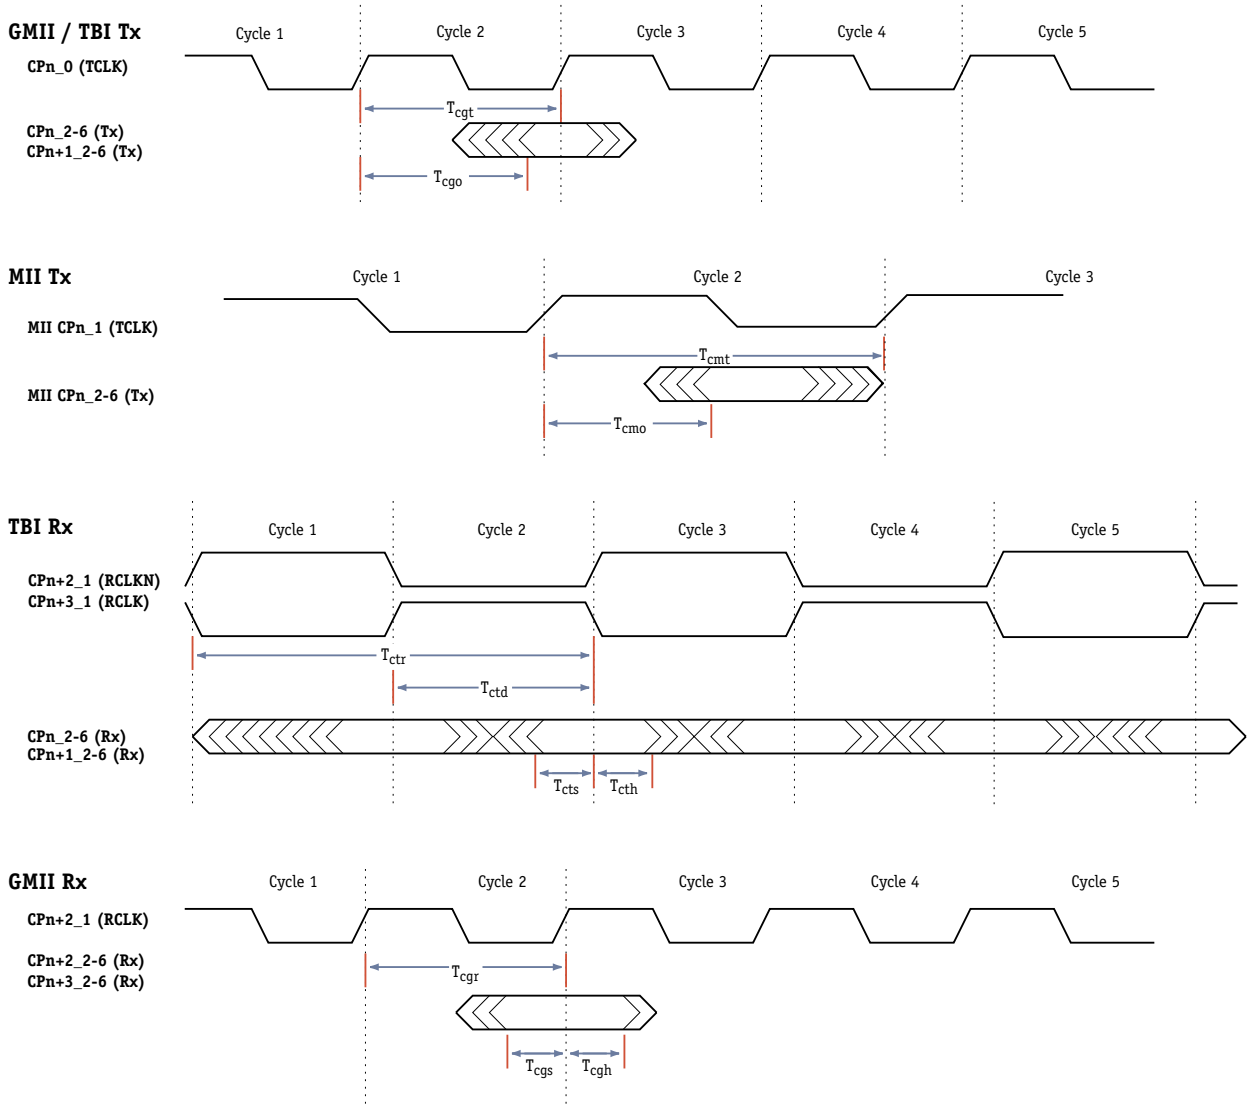 GMII / TBI Tx
Cycle 1 Cycle 2 Cycle 3 Cycle 4 Cycle 5
CPn_0 (TCLK)
Tcgt
CPn_2-6 (Tx)
CPn+1_2-6 (Tx)
Tcgo
MII Tx
Cycle 1 Cycle 2 Cycle 3
MII CPn_1 (TCLK)
Tcmt
MII CPn_2-6 (Tx)
Tcmo
TBI Rx
Cycle 1 Cycle 2 Cycle 3 Cycle 4 Cycle 5
CPn+2_1 (RCLKN)
CPn+3_1 (RCLK)
Tctr
Tctd
CPn_2-6 (Rx)
CPn+1_2-6 (Rx)
Tcts Tcth
GMII Rx
Cycle 1 Cycle 2 Cycle 3 Cycle 4 Cycle 5
CPn+2_1 (RCLK)
CPn+2_2-6 (Rx)
Tcgr
CPn+3_2-6 (Rx)
Tcgs Tcgh